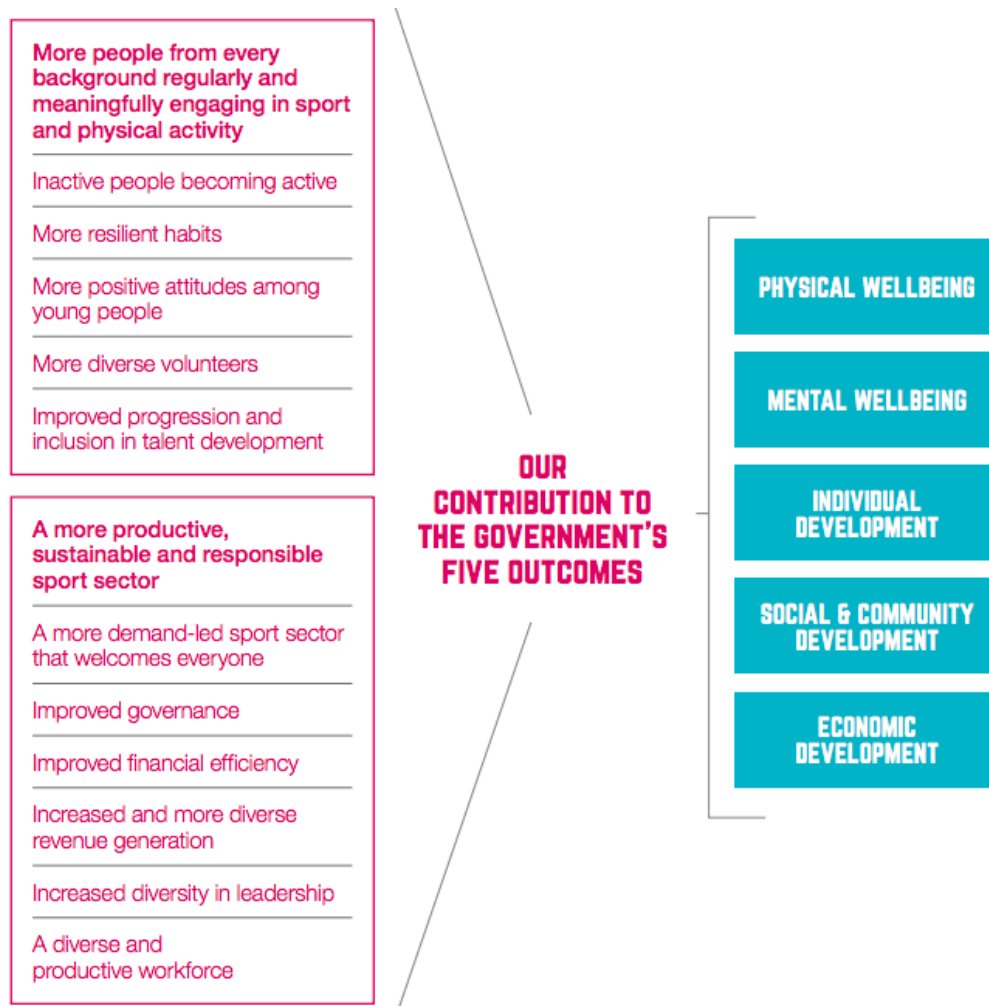 More people from every
background regularly and
meaningfully engaging in sport
and physical activity
Inactive people becoming active
More resilient habits
More positive attitudes among
young people
More diverse volunteers
Improved progression and
inclusion in talent development
A more productive,
sustainable and responsible
sport sector
A more demand-led sport sector
that welcomes everyone
Improved governance
Improved financial efficiency
Increased and more diverse
revenue generation
Increased diversity in leadership
A diverse and
productive workforce
OUR
CONTRIBUTION TO
THE GOVERNMENT'S
FIVE OUTCOMES
PHYSICAL WELLBEING
MENTAL WELLBEING
INDIVIDUAL
DEVELOPMENT
SOCIAL & COMMUNITY
DEVELOPMENT
ECONOMIC
DEVELOPMENT